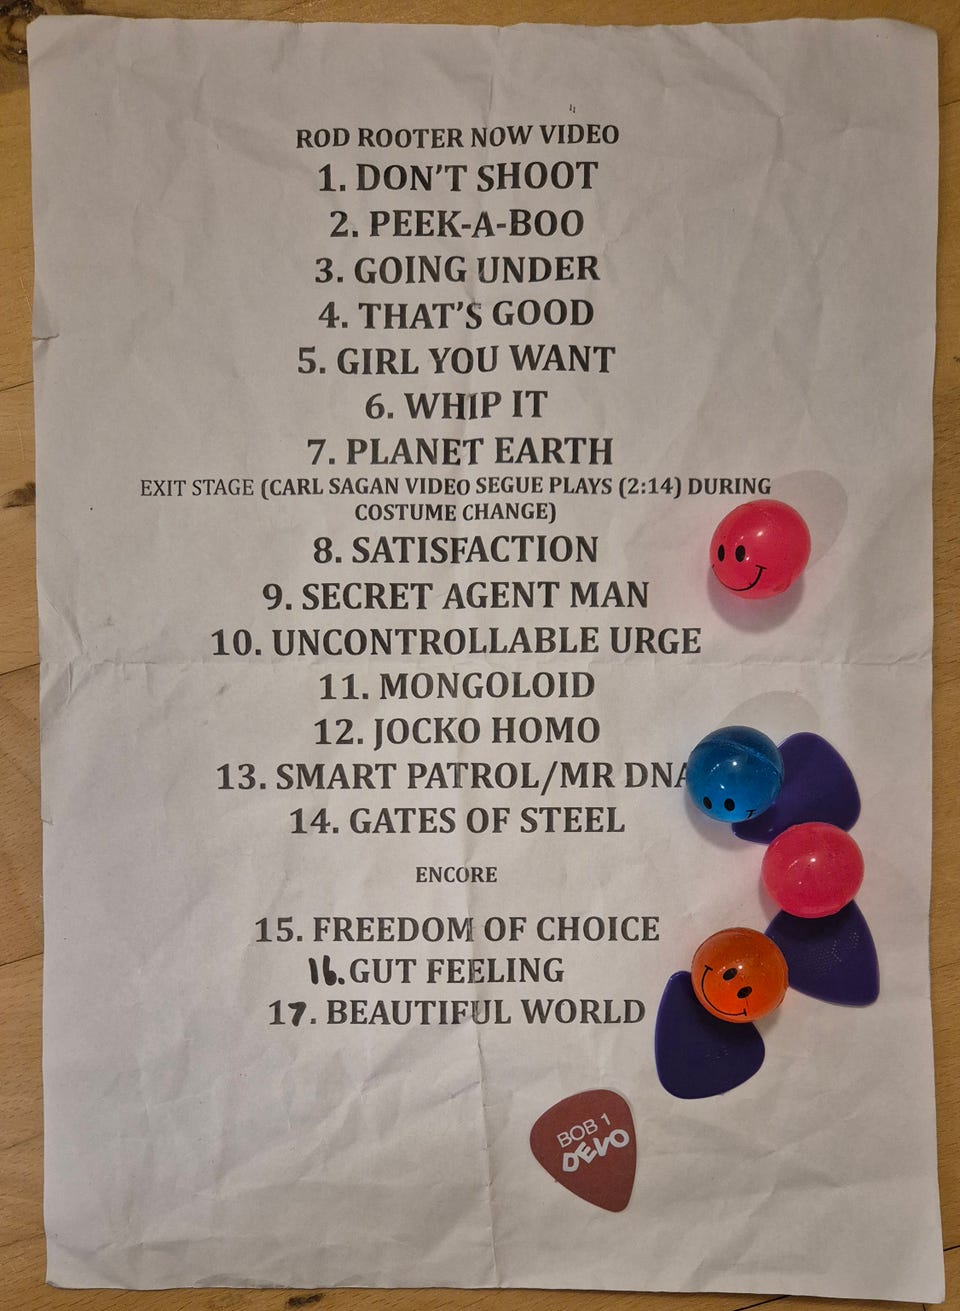 ROD ROOTER NOW VIDEO
1. DON'T SHOOT
2. PEEK-A-BOO
3. GOING UNDER
4. THAT'S GOOD
5. GIRL YOU WANT
6. WHIP IT
7. PLANET EARTH
EXIT STAGE (CARL SAGAN VIDEO SEGUE PLAYS (2:14) DURING
COSTUME CHANGE)
8. SATISFACTION
9. SECRET AGENT MAN
10. UNCONTROLLABLE URGE
11. MONGOLOID
12. JOCKO HOMO
13. SMART PATROL/MR DNA
14. GATES OF STEEL
ENCORE
15. FREEDOM OF CHOICE
16. GUT FEELING
17. BEAUTIFUL WORLD
BOB 1
DEVO